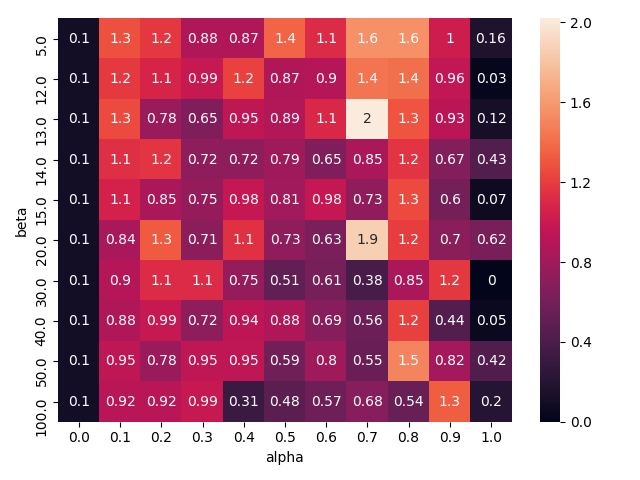 5.0 0.1 1.3 1.2 0.88 0.87 1.4 1.1 1.6 1.6 1 0.16
12.0 0.1 1.2 1.1 0.99 1.2 0.87 0.9 1.4 1.4 0.96 0.03
13.0 0.1 1.3 0.78 0.65 0.95 0.89 1.1 2 1.3 0.93 0.12
14.0 0.1 1.1 1.2 0.72 0.72 0.79 0.65 0.85 1.2 0.67 0.43
15.0 0.1 1.1 0.85 0.75 0.98 0.81 0.98 0.73 1.3 0.6 0.07
20.0 0.1 0.84 1.3 0.71 1.1 0.73 0.63 1.9 1.2 0.7 0.62
30.0 0.1 0.9 1.1 1.1 0.75 0.51 0.61 0.38 0.85 1.2 0
40.0 0.1 0.88 0.99 0.72 0.94 0.88 0.69 0.56 1.2 0.44 0.05
50.0 0.1 0.95 0.78 0.95 0.95 0.59 0.8 0.55 1.5 0.82 0.42
100.0 0.1 0.92 0.92 0.99 0.31 0.48 0.57 0.68 0.54 1.3 0.2
0.0 0.1 0.2 0.3 0.4 0.5 0.6 0.7 0.8 0.9 1.0
alpha
beta
2.0
1.6
1.2
0.8
0.4
0.0